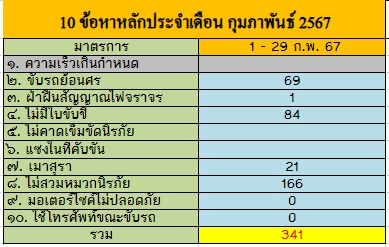 10 ข้อหาหลักประจำเดือน กุมภาพันธ์ 2567
มาตรการ 1 - 29 ก.พ. 67
๑. ความเร็วเกินกำหนด
๒. ขับรถย้อนศร 69
๓. ฝ่าฝืนสัญญาณไฟจราจร 1
๔. ไม่มีใบขับขี่ 84
๕. ไม่คาดเข็มขัดนิรภัย
๖. แซงในที่คับขัน
๗. เมาสุรา 21
๘. ไม่สวมหมวกนิรภัย 166
๙. มอเตอร์ไซค์ไม่ปลอดภัย 0
๑๐. ใช้โทรศัพท์ขณะขับรถ 0
รวม 341